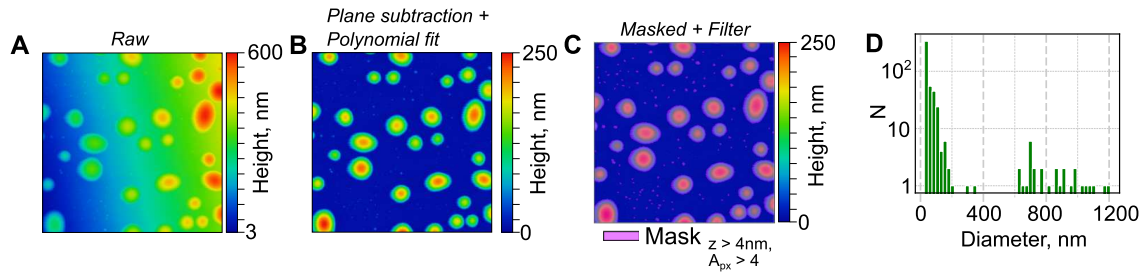 A
Raw
600
Height, nm
3
B
Plane subtraction +
Polynomial fit
250
Height, nm
0
C
Masked + Filter
250
Height, nm
0
Mask z > 4nm,
A_px > 4
D
N
10²
10
1
0 400 800 1200
Diameter, nm